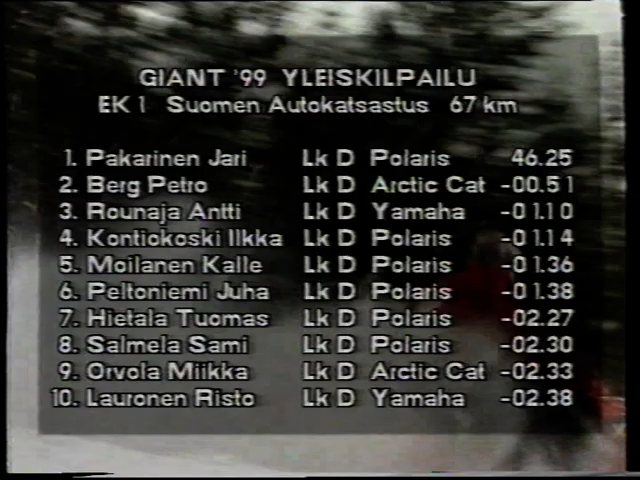 GIANT '99 YLEISKILPAILU
EK 1 Suomen Autokatsastus 67 km
1. Pakarinen Jari Lk D Polaris 46.25
2. Berg Petro Lk D Arctic Cat -00.51
3. Rounaja Antti Lk D Yamaha -01.10
4. Kontiokoski Ilkka Lk D Polaris -01.14
5. Moilanen Kalle Lk D Polaris -01.36
6. Peltoniemi Juha Lk D Polaris -01.38
7. Hietala Tuomas Lk D Polaris -02.27
8. Salmela Sami Lk D Polaris -02.30
9. Orvola Miikka Lk D Arctic Cat -02.33
10. Lauronen Risto Lk D Yamaha -02.38